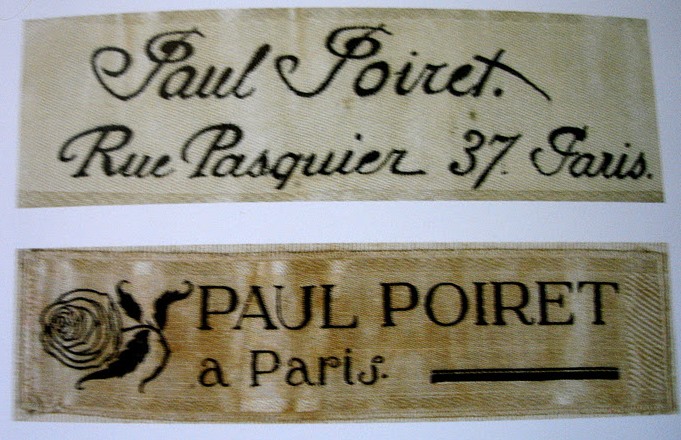 Paul Poiret.
Rue Pasquier 37. Paris.
PAUL POIRET
a Paris.